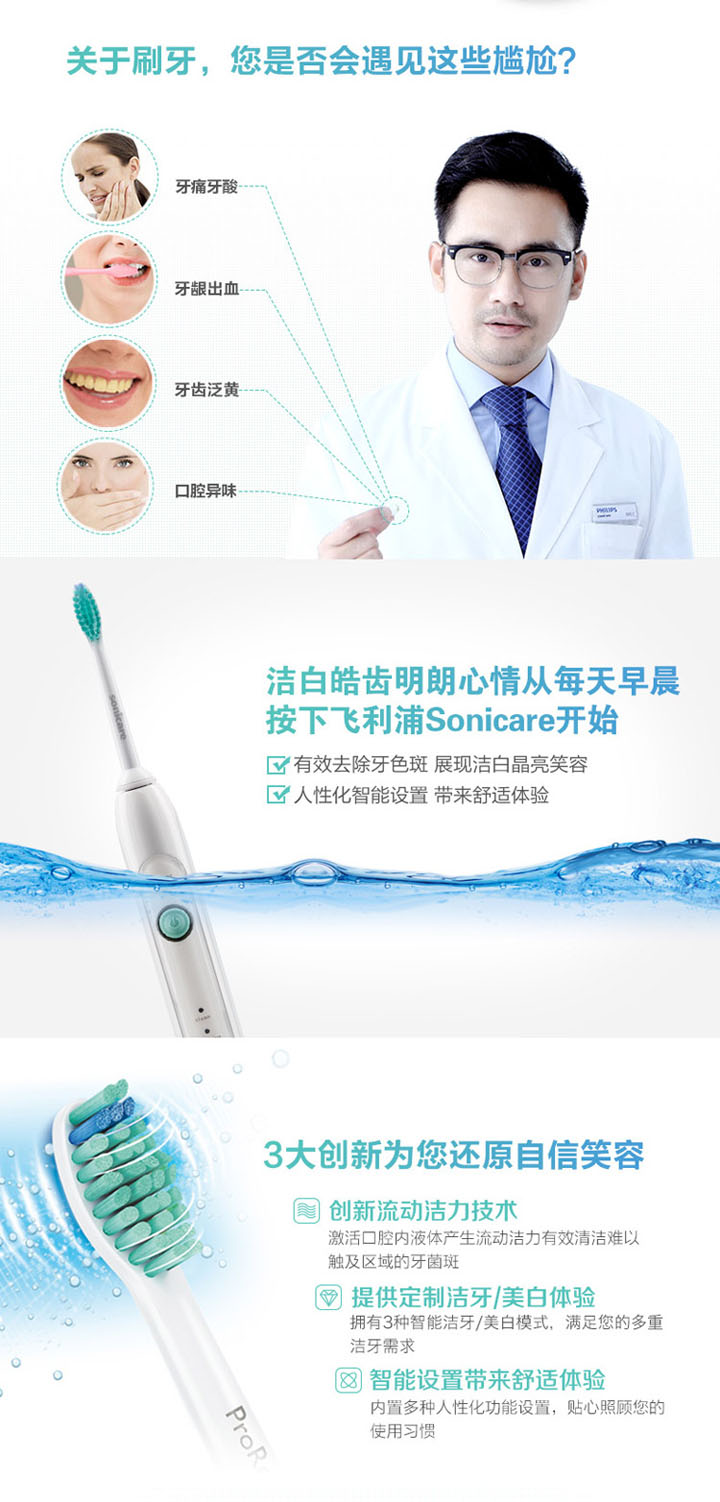 关于刷牙，您是否会遇见这些尴尬？
牙痛牙酸
牙龈出血
牙齿泛黄
口腔异味
PHILIPS
sonicare
洁白皓齿明朗心情从每天早晨
按下飞利浦Sonicare开始
有效去除牙色斑 展现洁白晶亮笑容
人性化智能设置 带来舒适体验
clean
3大创新为您还原自信笑容
创新流动洁力技术
激活口腔内液体产生流动洁力有效清洁难以
触及区域的牙菌斑
提供定制洁牙/美白体验
拥有3种智能洁牙/美白模式，满足您的多重
洁牙需求
智能设置带来舒适体验
内置多种人性化功能设置，贴心照顾您的
使用习惯
ProR